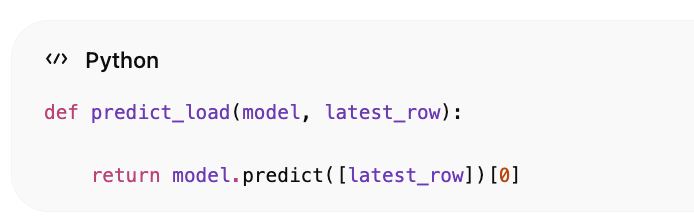 Python
def predict_load(model, latest_row):
    return model.predict([latest_row])[0]